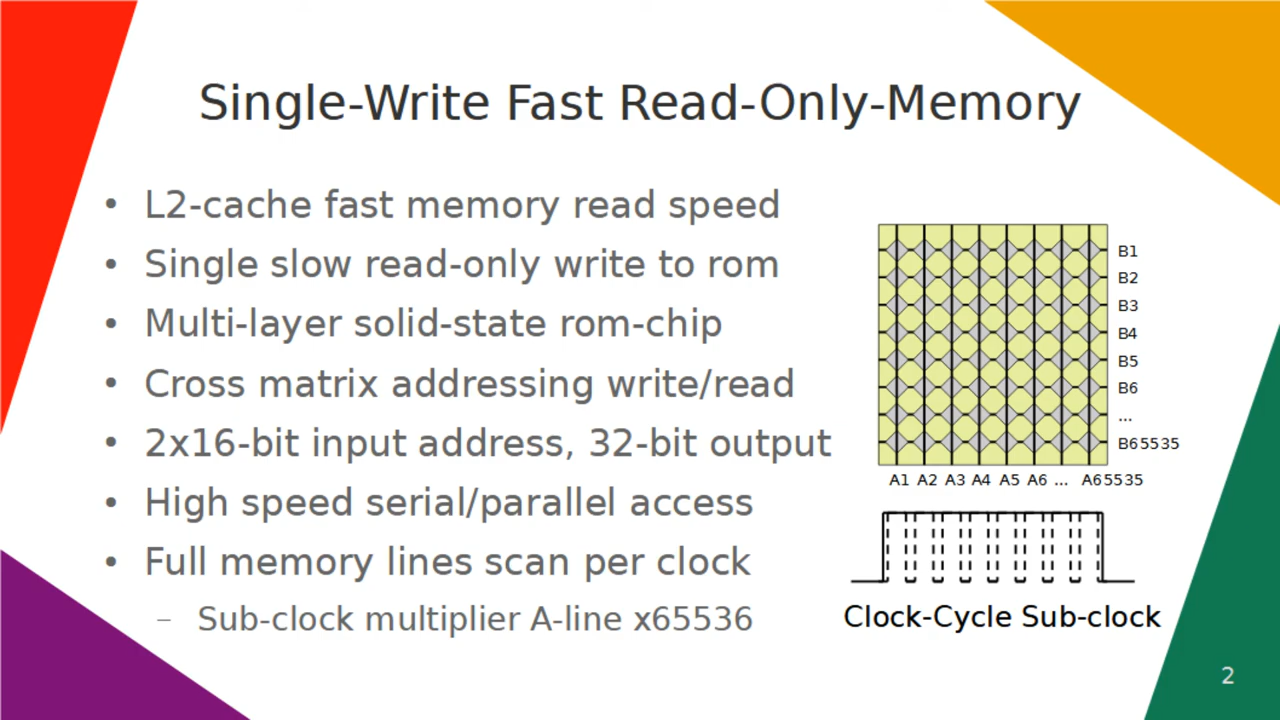 Single-Write Fast Read-Only-Memory
• L2-cache fast memory read speed
• Single slow read-only write to rom
• Multi-layer solid-state rom-chip
• Cross matrix addressing write/read
• 2x16-bit input address, 32-bit output
• High speed serial/parallel access
• Full memory lines scan per clock
– Sub-clock multiplier A-line x65536
B1
B2
B3
B4
B5
B6
...
B65535
A1 A2 A3 A4 A5 A6 ... A65535
Clock-Cycle Sub-clock
2